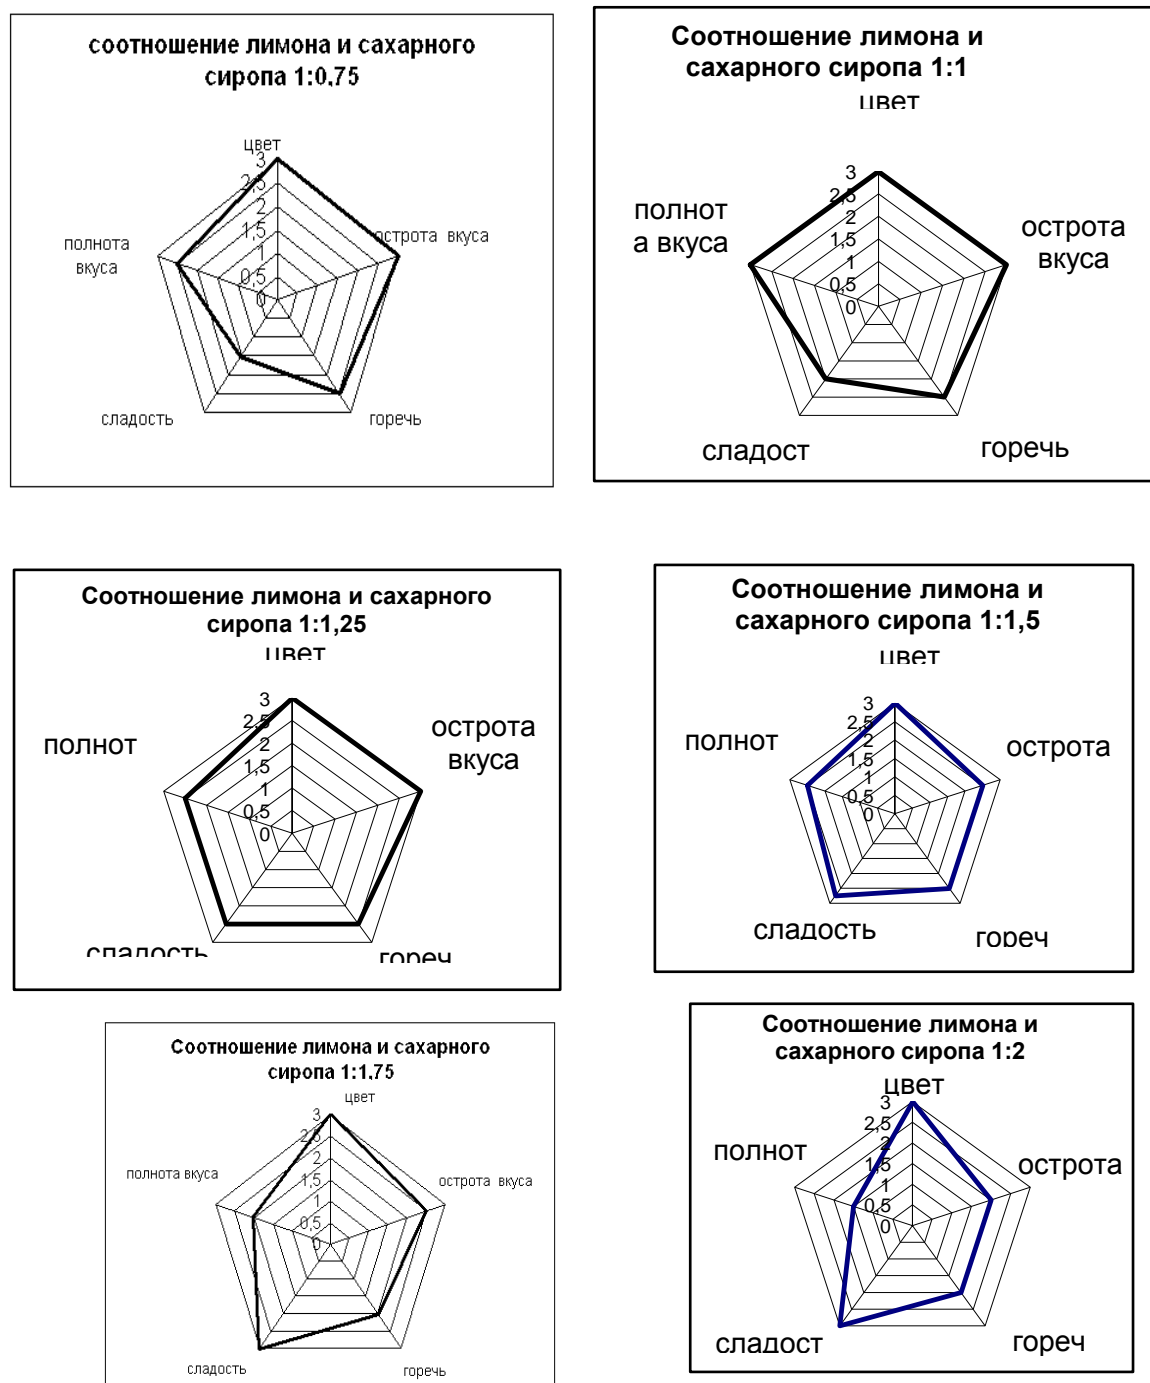 соотношение лимона и сахарного
сиропа 1:0,75
цвет
3
2,5
2
1,5
1
0,5
0
острота вкуса
полнота
вкуса
сладость
горечь
Соотношение лимона и
сахарного сиропа 1:1
цвет
3
2,5
2
1,5
1
0,5
0
полнот
а вкуса
острота
вкуса
сладост
горечь
Соотношение лимона и сахарного
сиропа 1:1,25
цвет
3
2,5
2
1,5
1
0,5
0
полнот
острота
вкуса
сладость
гореч
Соотношение лимона и
сахарного сиропа 1:1,5
цвет
3
2,5
2
1,5
1
0,5
0
полнот
острота
сладость
гореч
Соотношение лимона и сахарного
сиропа 1:1,75
цвет
3
2,5
2
1,5
1
0,5
0
полнота вкуса
острота вкуса
сладость
горечь
Соотношение лимона и
сахарного сиропа 1:2
цвет
3
2,5
2
1,5
1
0,5
0
полнот
острота
сладост
гореч